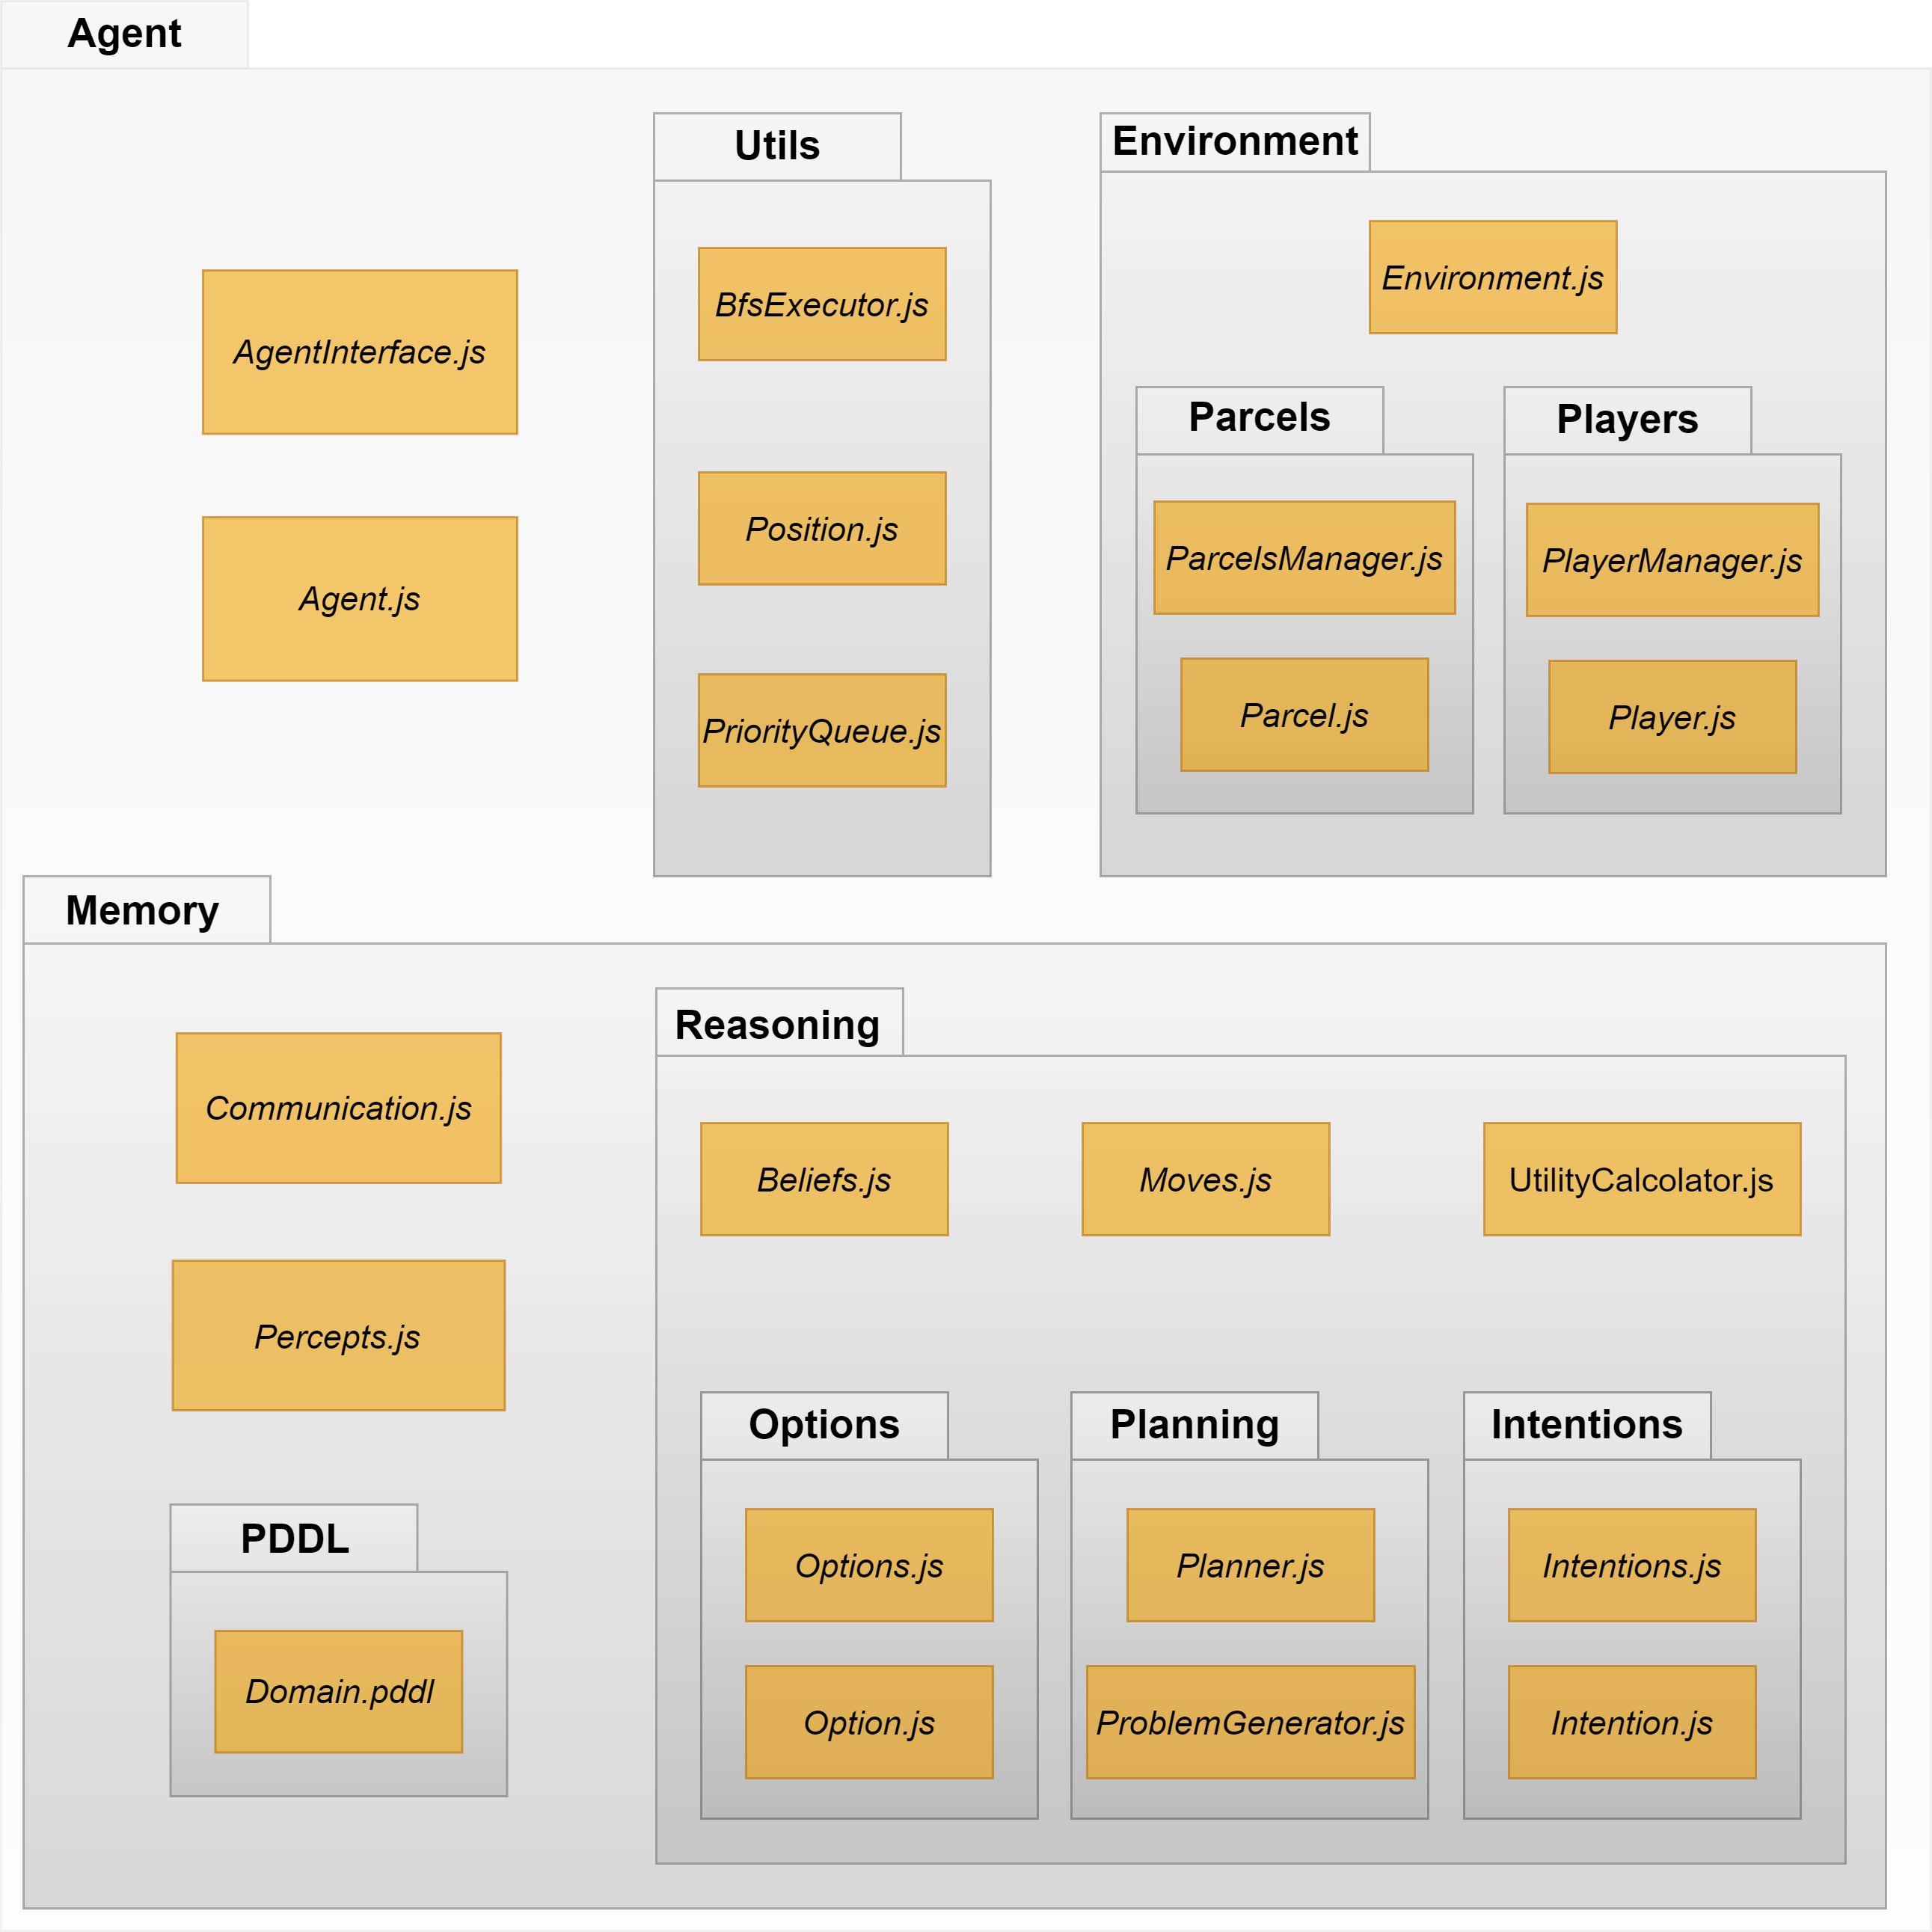 Agent
AgentInterface.js
Agent.js
Utils
BfsExecutor.js
Position.js
PriorityQueue.js
Environment
Environment.js
Parcels
ParcelsManager.js
Parcel.js
Players
PlayerManager.js
Player.js
Memory
Communication.js
Percepts.js
PDDL
Domain.pddl
Reasoning
Beliefs.js
Moves.js
UtilityCalcolator.js
Options
Options.js
Option.js
Planning
Planner.js
ProblemGenerator.js
Intentions
Intentions.js
Intention.js